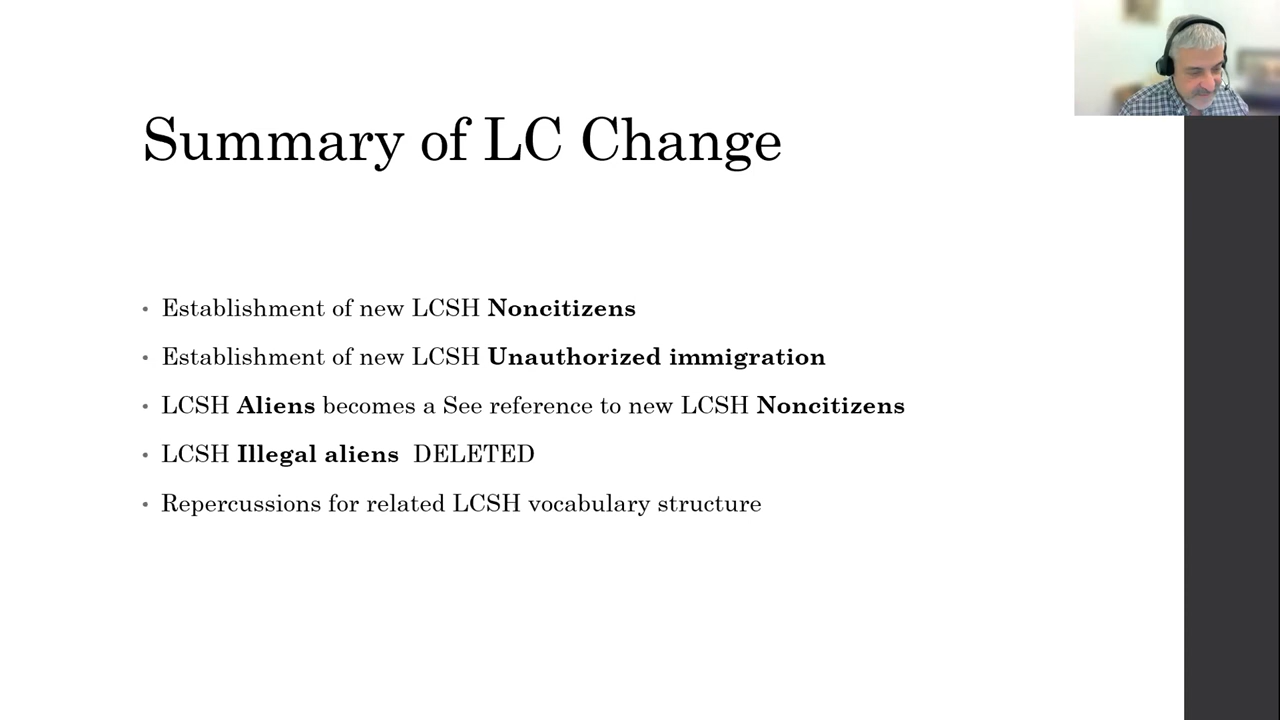 Summary of LC Change
• Establishment of new LCSH Noncitizens
• Establishment of new LCSH Unauthorized immigration
• LCSH Aliens becomes a See reference to new LCSH Noncitizens
• LCSH Illegal aliens  DELETED
• Repercussions for related LCSH vocabulary structure